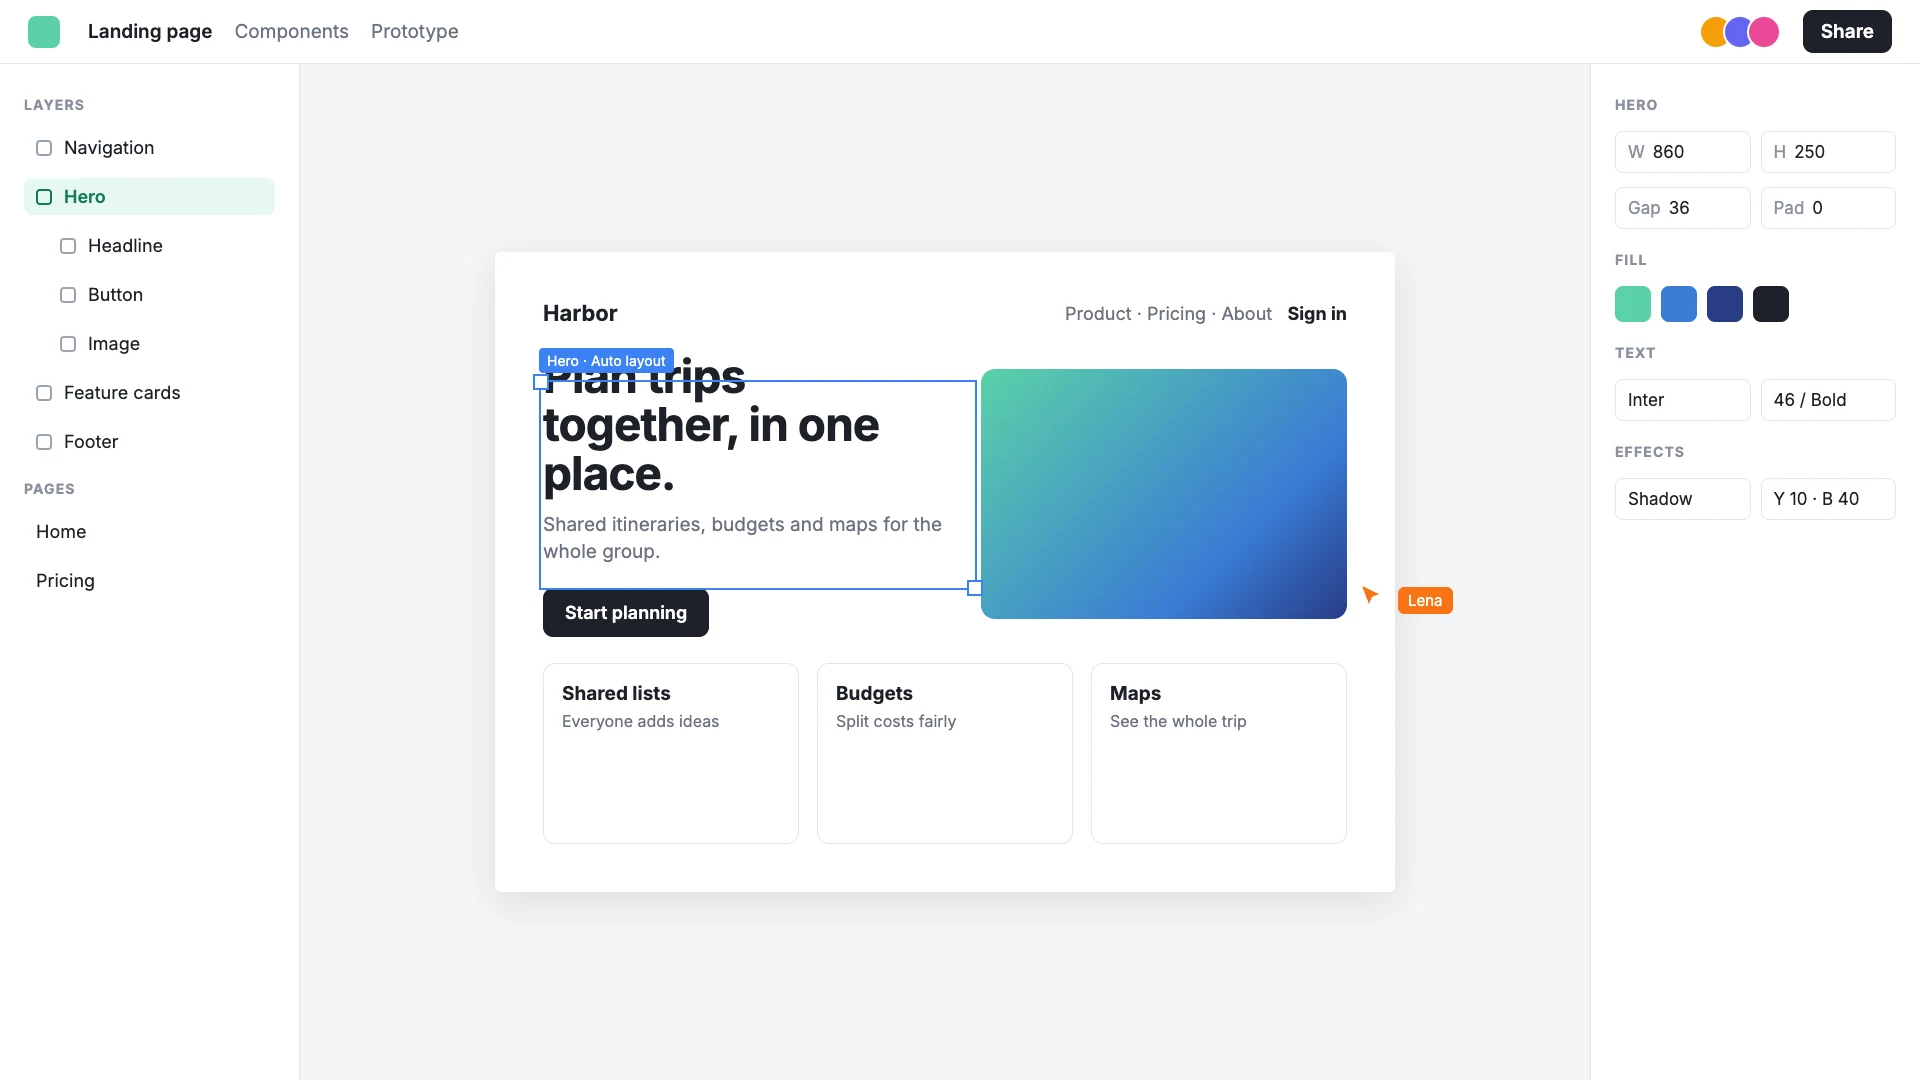 Landing page Components Prototype Share
LAYERS
Navigation
Hero
Headline
Button
Image
Feature cards
Footer
PAGES
Home
Pricing
Harbor Product · Pricing · About Sign in
Hero · Auto layout
Plan trips
together, in one
place.
Shared itineraries, budgets and maps for the
whole group.
Start planning
Lena
Shared lists
Everyone adds ideas
Budgets
Split costs fairly
Maps
See the whole trip
HERO
W 860 H 250
Gap 36 Pad 0
FILL
TEXT
Inter 46 / Bold
EFFECTS
Shadow Y 10 · B 40